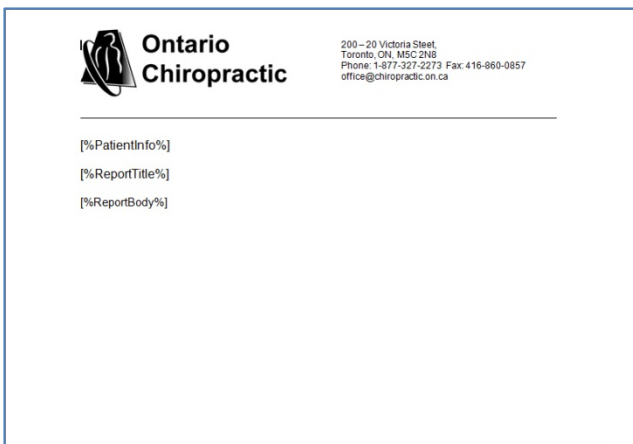 Ontario
Chiropractic
200 – 20 Victoria Steet,
Toronto, ON, M5C 2N8
Phone: 1-877-327-2273 Fax: 416-860-0857
office@chiropractic.on.ca
[%PatientInfo%]
[%ReportTitle%]
[%ReportBody%]